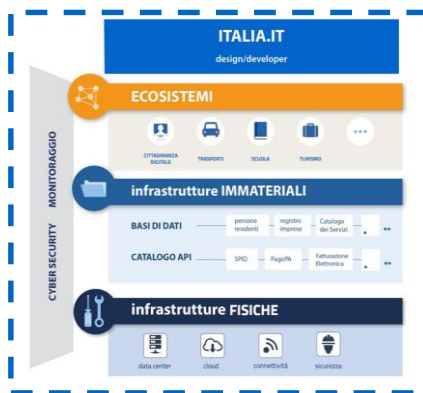 ITALIA.IT
design/developer
ECOSISTEMI
CITTADINANZA
DIGITALE
TRASPORTI
SCUOLA
TURISMO
infrastrutture IMMATERIALI
BASI DI DATI
persone
residenti
registro
imprese
Catalogo
dei Servizi
CATALOGO API
SPID
PagoPA
Fatturazione
Elettronica
infrastrutture FISICHE
data center
cloud
connettività
sicurezza
CYBER SECURITY MONITORAGGIO